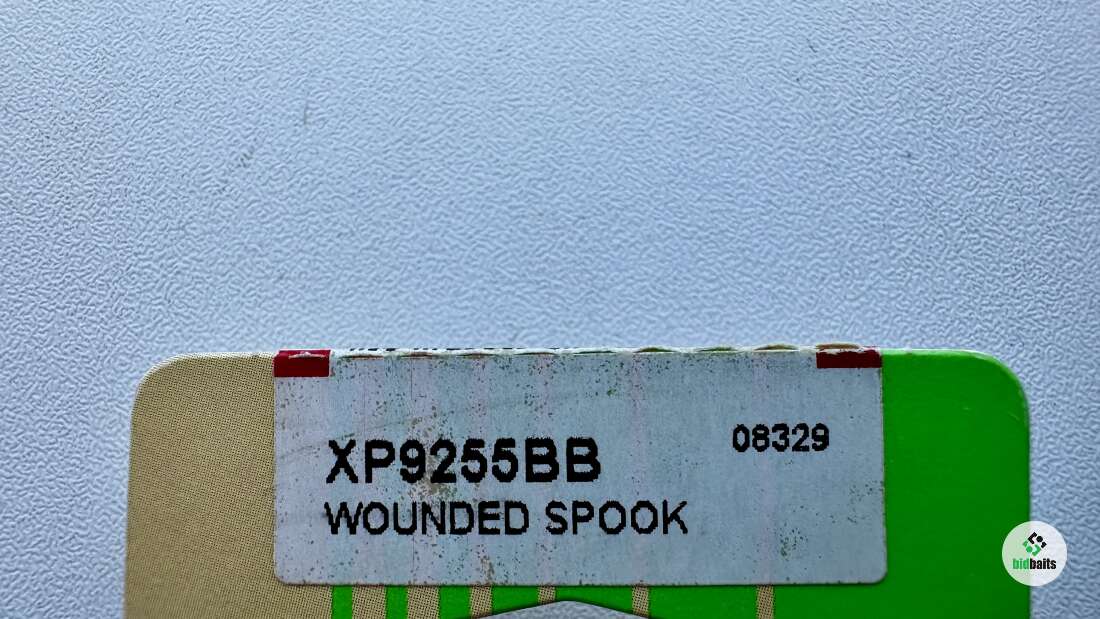 XP9255BB
08329
WOUNDED SPOOK
bidbaits